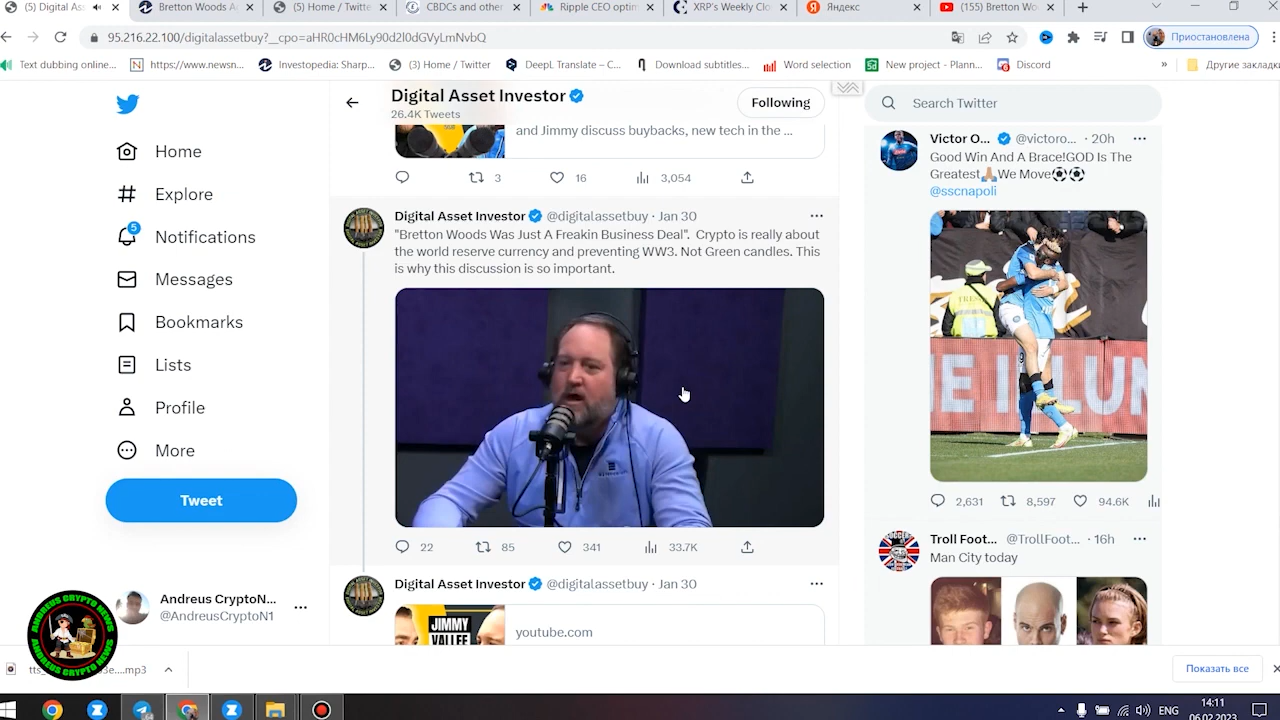 (5) Digital As
Bretton Woods A
(5) Home / Twitte
CBDCs and other
Ripple CEO optim
XRP's Weekly Clo
Яндекс
(155) Bretton Wo
95.216.22.100/digitalassetbuy?__cpo=aHR0cHM6Ly90d2l0dGVyLmNvbQ
Приостановлена
Text dubbing online...
https://www.newsn...
Investopedia: Sharp...
(3) Home / Twitter
DeepL Translate – C...
Download subtitles...
Word selection
New project - Plann...
Discord
»
Другие закладки
Home
Explore
5
Notifications
Messages
Bookmarks
Lists
Profile
More
Tweet
Andreus CryptoN...
@AndreusCryptoN1
ANDREUS CRYPTO NEWS
ANDREUS CRYPTO NEWS
Digital Asset Investor
26.4K Tweets
Following
and Jimmy discuss buybacks, new tech in the ...
3
16
3,054
Digital Asset Investor @digitalassetbuy · Jan 30
"Bretton Woods Was Just A Freakin Business Deal".  Crypto is really about
the world reserve currency and preventing WW3. Not Green candles. This
is why this discussion is so important.
22
85
341
33.7K
Digital Asset Investor @digitalassetbuy · Jan 30
JIMMY
VALLEE
youtube.com
Search Twitter
Victor O... @victoro... · 20h
Good Win And A Brace!GOD Is The
Greatest🙏🏽We Move⚽⚽
@sscnapoli
2,631
8,597
94.6K
Troll Foot... @TrollFoot... · 16h
Man City today
Показать все
14:11
ENG
06.02.2023